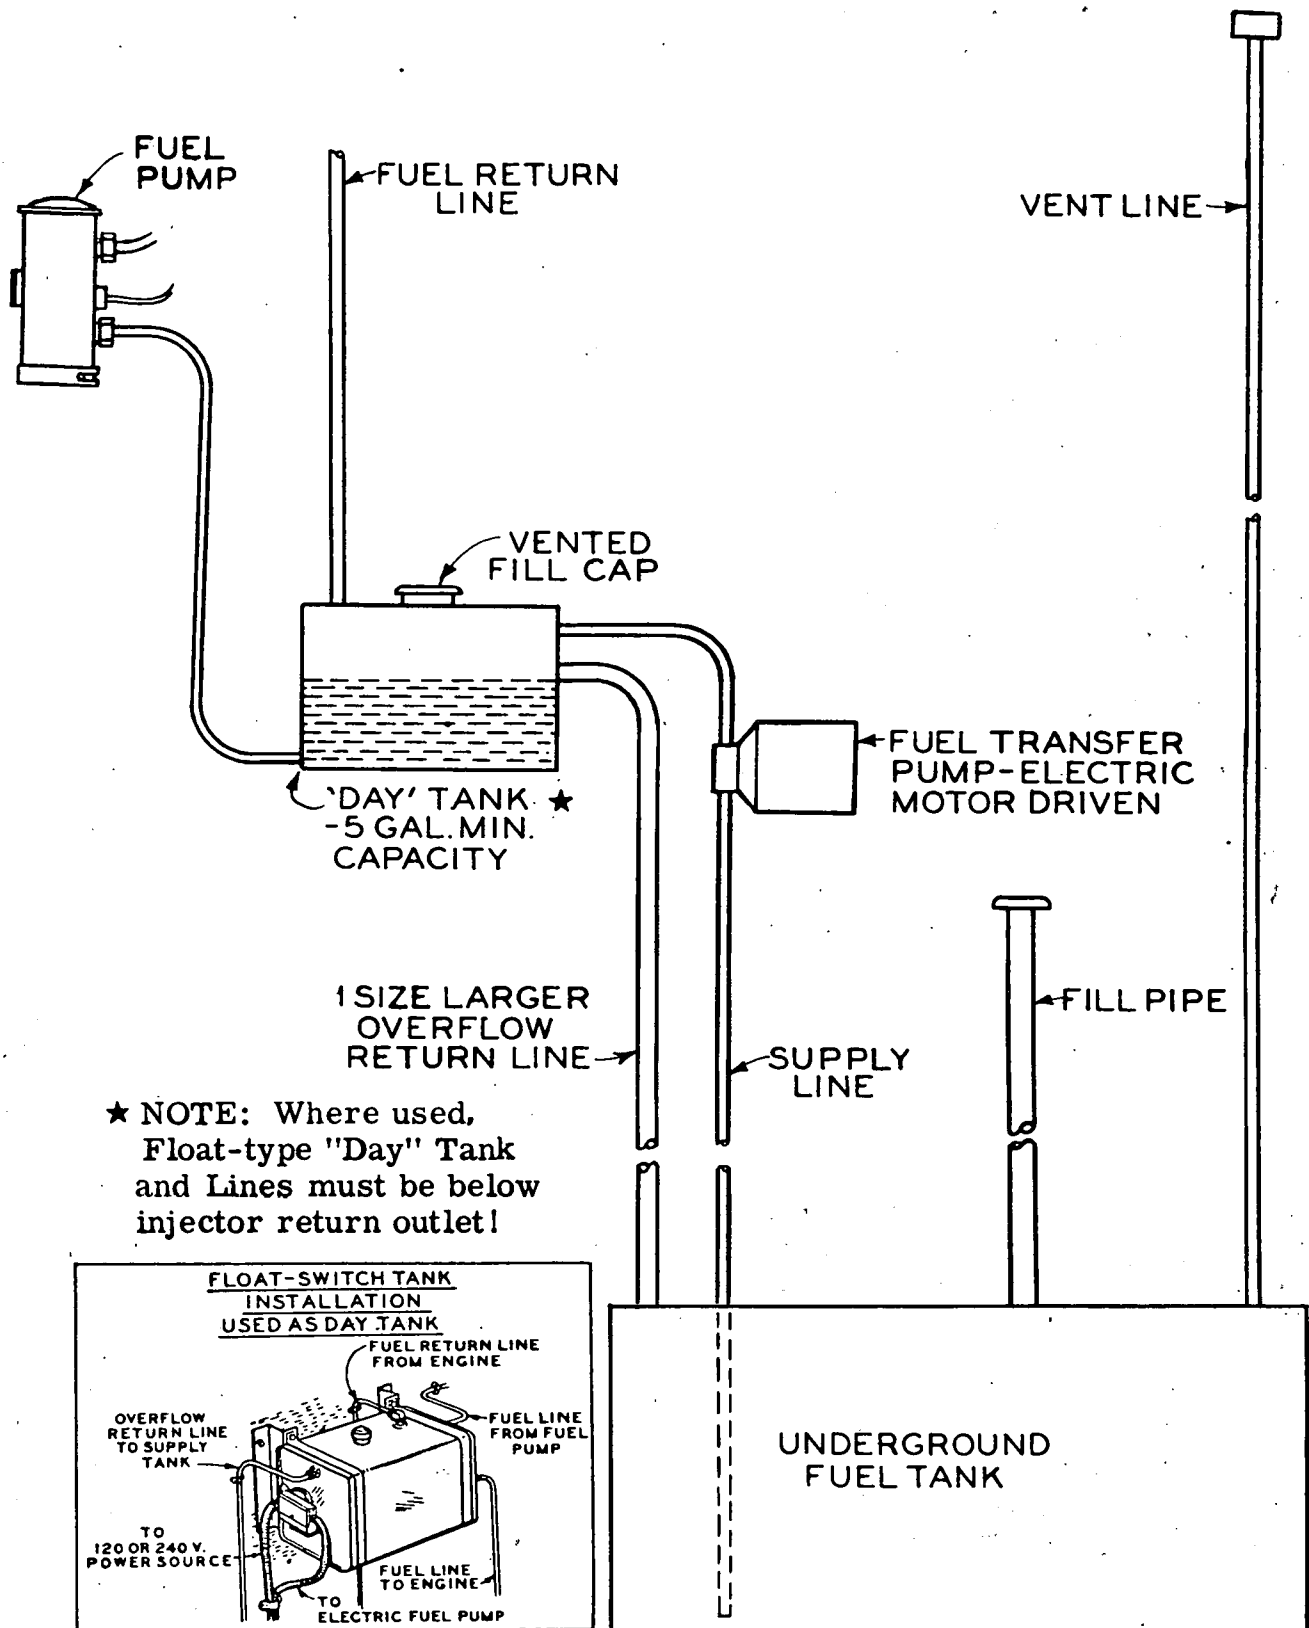 FUEL
PUMP
FUEL RETURN
LINE
VENT LINE
VENTED
FILL CAP
FUEL TRANSFER
PUMP-ELECTRIC
MOTOR DRIVEN
'DAY' TANK ★
-5 GAL. MIN.
CAPACITY
1 SIZE LARGER
OVERFLOW
RETURN LINE
SUPPLY
LINE
FILL PIPE
★ NOTE: Where used,
Float-type "Day" Tank
and Lines must be below
injector return outlet!
FLOAT-SWITCH TANK
INSTALLATION
USED AS DAY TANK
FUEL RETURN LINE
FROM ENGINE
OVERFLOW
RETURN LINE
TO SUPPLY
TANK
FUEL LINE
FROM FUEL
PUMP
TO
120 OR 240 V.
POWER SOURCE
FUEL LINE
TO ENGINE
TO
ELECTRIC FUEL PUMP
UNDERGROUND
FUEL TANK